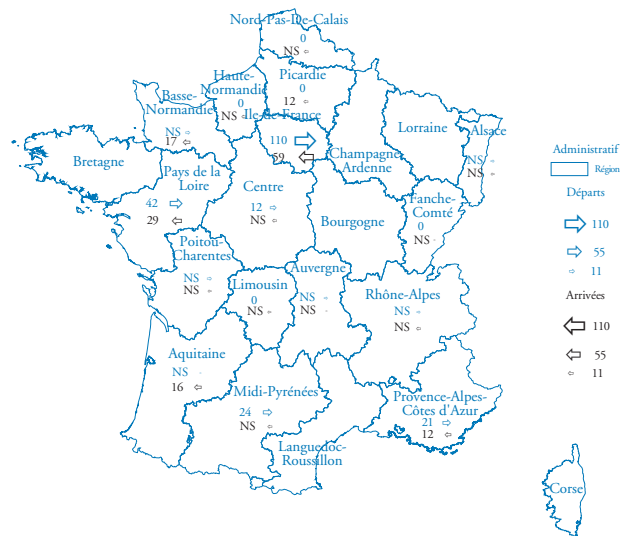 Nord-Pas-De-Calais
0
NS
Haute-
Normandie
0
NS
Picardie
0
12
Basse-
Normandie
NS
17
Ile-de-France
110
59
Champagne
Ardenne
Lorraine
Alsace
NS
NS
Bretagne
Pays de la
Loire
42
29
Centre
12
NS
Bourgogne
Fanche-
Comté
0
NS
Poitou-
Charentes
NS
NS
Limousin
0
NS
Auvergne
NS
NS
Rhône-Alpes
NS
NS
Aquitaine
NS
16
Midi-Pyrénées
24
NS
Languedoc-
Roussillon
Provence-Alpes-
Côtes d'Azur
21
12
Corse
Administratif
Région
Départs
110
55
11
Arrivées
110
55
11